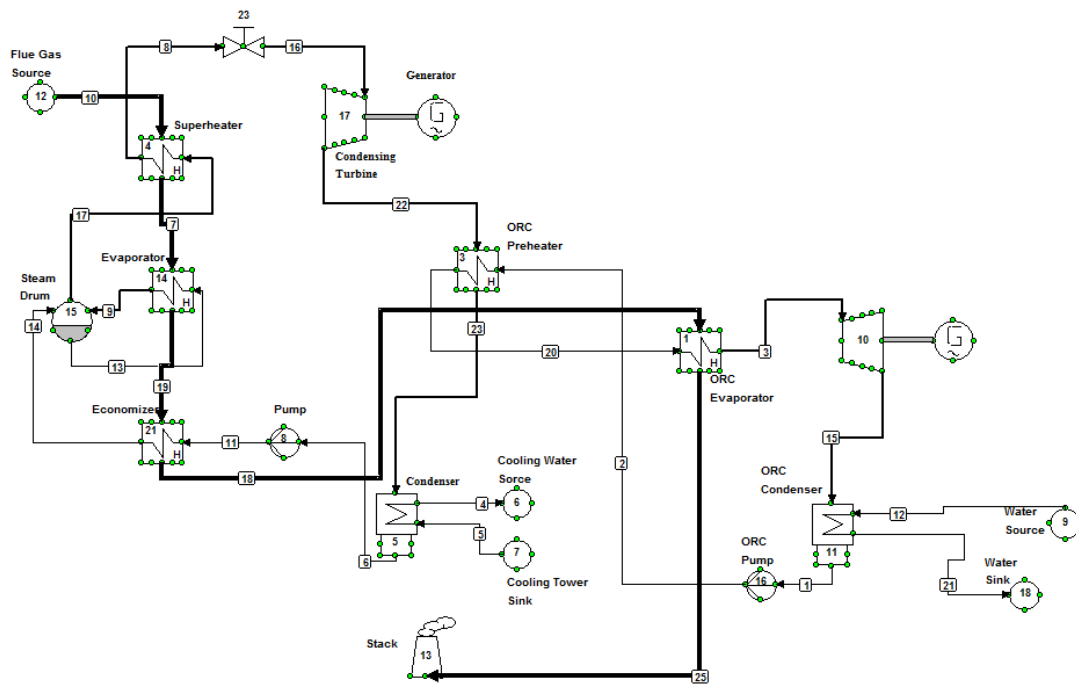 23
8
16
Flue Gas
Source
12
10
Generator
G
~
17
Condensing
Turbine
Superheater
4
H
17
7
22
ORC
Preheater
3
H
Evaporator
14
H
Steam
Drum
15
9
14
13
23
20
1
H
ORC
Evaporator
3
10
G
~
19
Economizer
21
H
11
Pump
8
18
2
15
Condenser
5
4
Cooling Water
Sorce
6
5
7
Cooling Tower
Sink
6
ORC
Condenser
11
12
Water
Source
9
ORC
Pump
16
1
21
Water
Sink
18
Stack
13
25